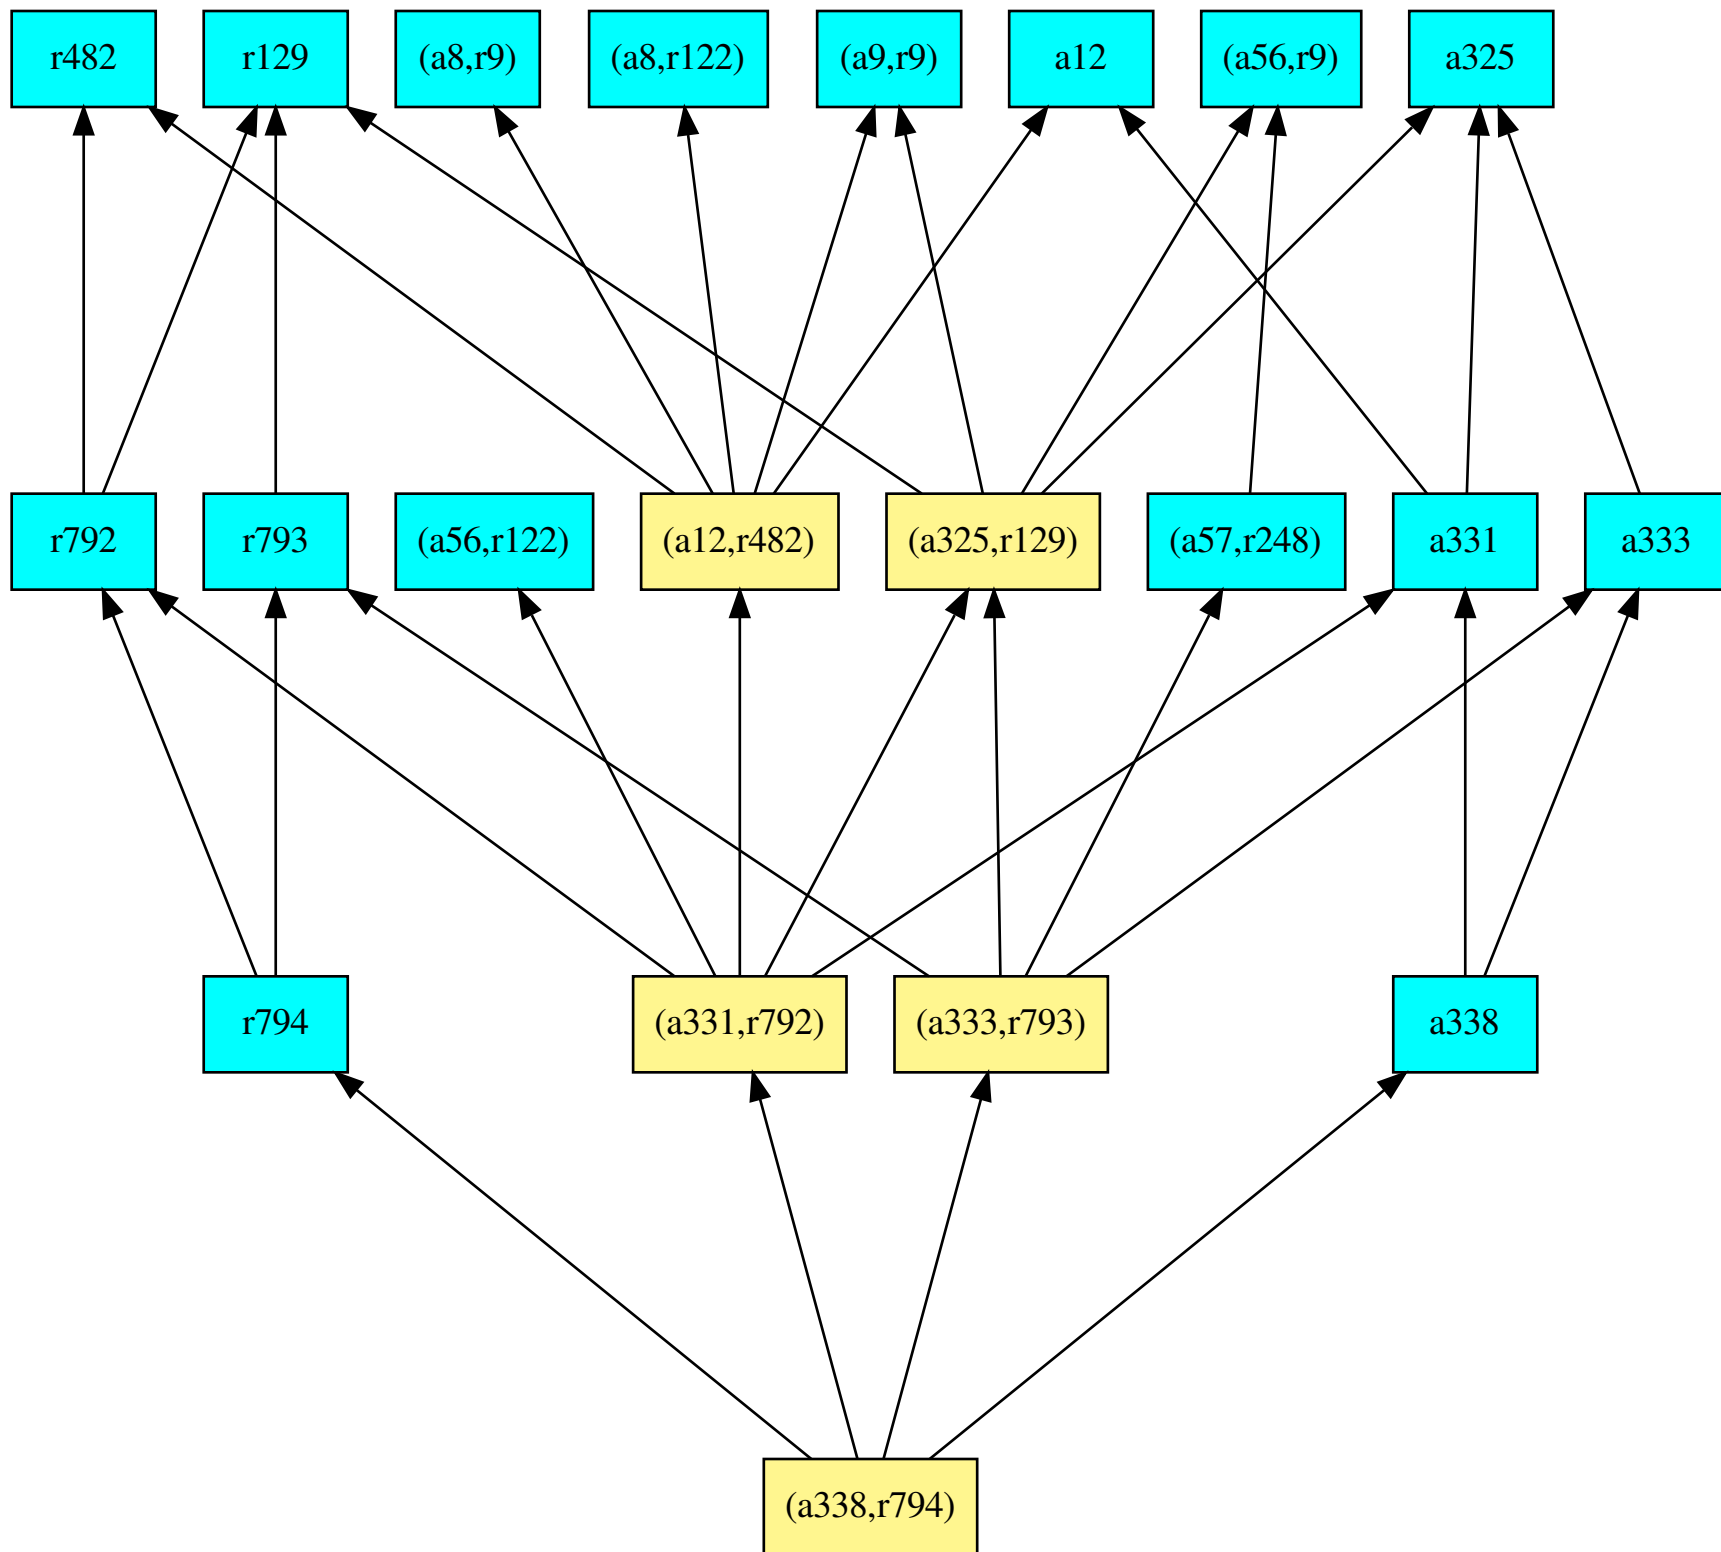 r482
r129
(a8,r9)
(a8,r122)
(a9,r9)
a12
(a56,r9)
a325
r792
r793
(a56,r122)
(a12,r482)
(a325,r129)
(a57,r248)
a331
a333
r794
(a331,r792)
(a333,r793)
a338
(a338,r794)